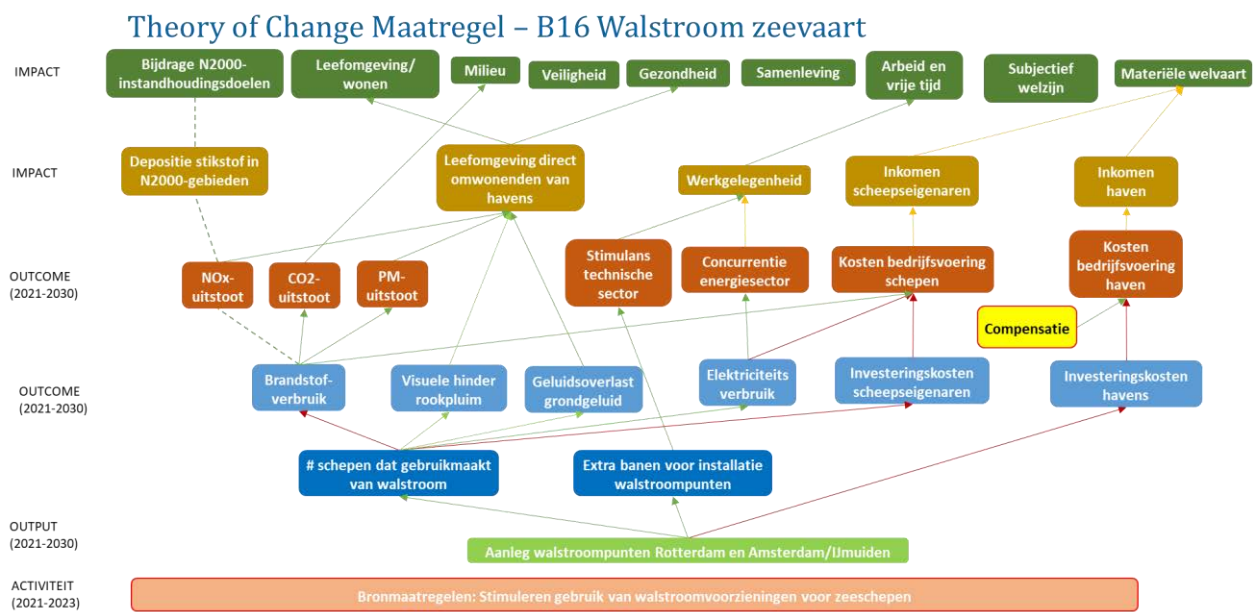 Theory of Change Maatregel – B16 Walstroom zeevaart
IMPACT
Bijdrage N2000-
instandhoudingsdoelen
Leefomgeving/
wonen
Milieu
Veiligheid
Gezondheid
Samenleving
Arbeid en
vrije tijd
Subjectief
welzijn
Materiële welvaart
IMPACT
Depositie stikstof in
N2000-gebieden
Leefomgeving direct
omwonenden van
havens
Werkgelegenheid
Inkomen
scheepseigenaren
Inkomen
haven
OUTCOME
(2021-2030)
NOx-
uitstoot
CO2-
uitstoot
PM-
uitstoot
Stimulans
technische
sector
Concurrentie
energiesector
Kosten bedrijfsvoering
schepen
Kosten
bedrijfsvoering
haven
Compensatie
OUTCOME
(2021-2030)
Brandstof-
verbruik
Visuele hinder
rookpluim
Geluidsoverlast
grondgeluid
Elektriciteits
verbruik
Investeringskosten
scheepseigenaren
Investeringskosten
havens
# schepen dat gebruikmaakt
van walstroom
Extra banen voor installatie
walstroompunten
OUTPUT
(2021-2030)
Aanleg walstroompunten Rotterdam en Amsterdam/IJmuiden
ACTIVITEIT
(2021-2023)
Bronmaatregelen: Stimuleren gebruik van walstroomvoorzieningen voor zeeschepen